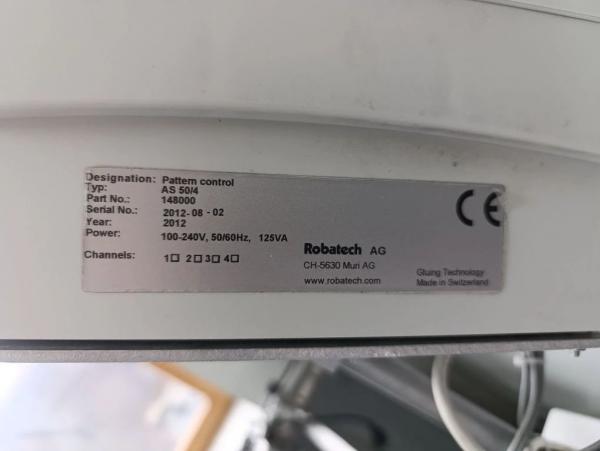 Designation: Pattern control
Typ: AS 50/4
Part No.: 148000
Serial No.: 2012-08-02
Year: 2012
Power: 100-240V, 50/60Hz, 125VA
Channels: 1☐ 2☐ 3☐ 4☐
CE
Robatech AG
CH-5630 Muri AG
www.robatech.com
Gluing Technology
Made in Switzerland